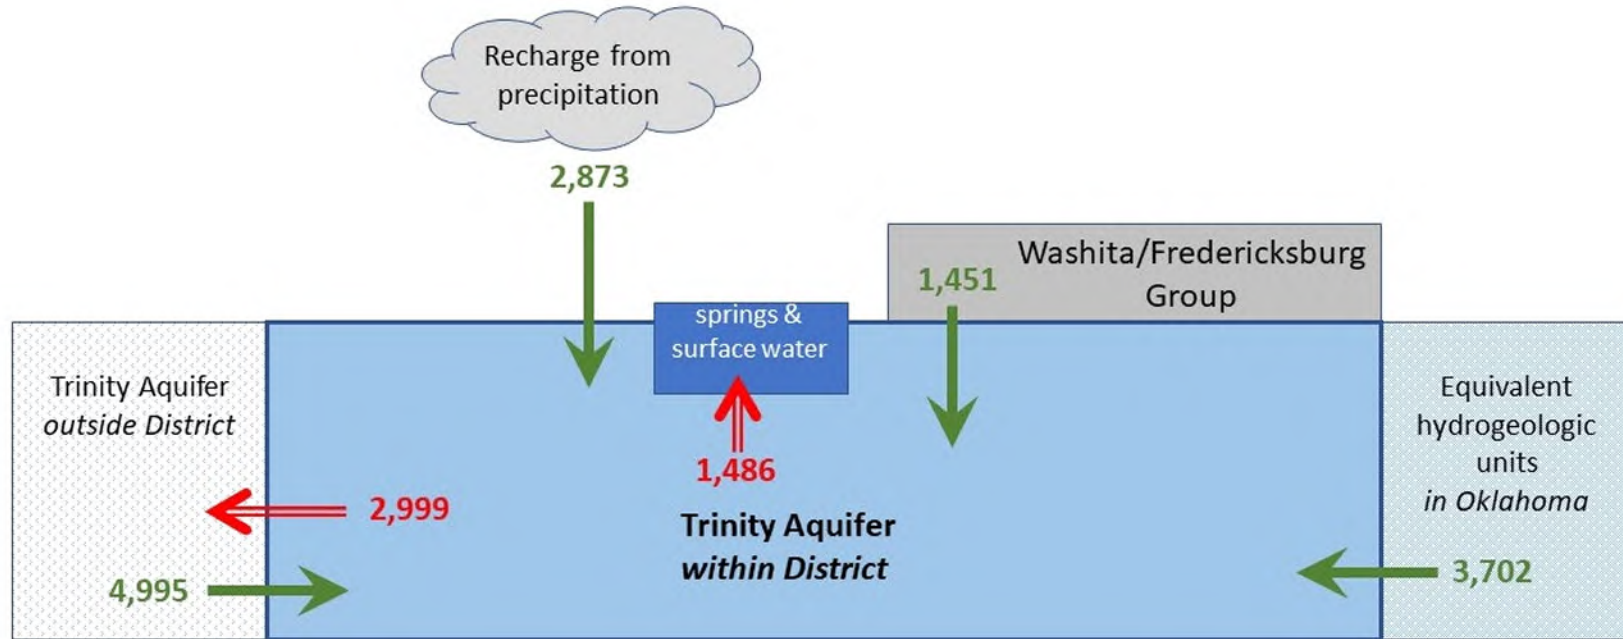 Recharge from
precipitation
2,873
Washita/Fredericksburg
Group
1,451
springs &
surface water
1,486
Trinity Aquifer
outside District
2,999
4,995
Trinity Aquifer
within District
Equivalent
hydrogeologic
units
in Oklahoma
3,702